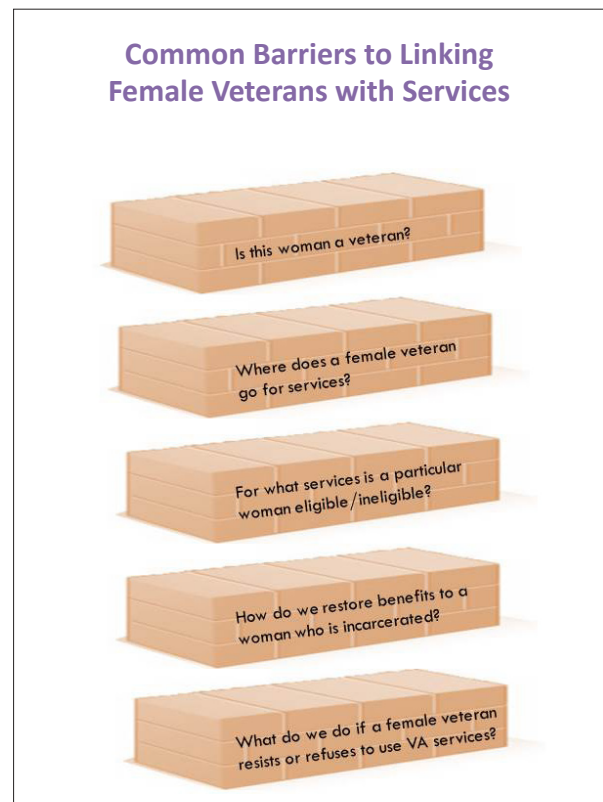 Common Barriers to Linking
Female Veterans with Services
Is this woman a veteran?
Where does a female veteran
go for services?
For what services is a particular
woman eligible/ineligible?
How do we restore benefits to a
woman who is incarcerated?
What do we do if a female veteran
resists or refuses to use VA services?